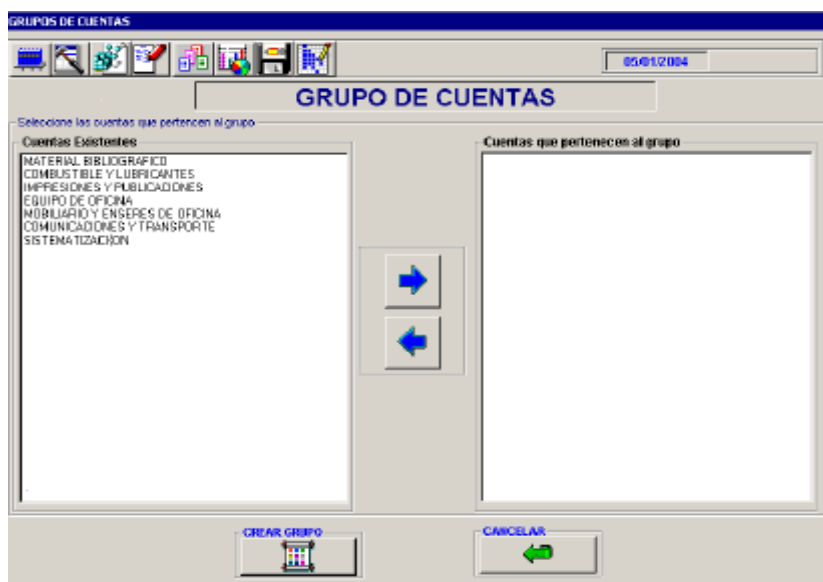 GRUPOS DE CUENTAS
05/01/2004
GRUPO DE CUENTAS
Seleccione las cuentas que pertencen al grupo
Cuentas Existentes
MATERIAL BIBLIOGRAFICO
COMBUSTIBLE Y LUBRICANTES
IMPRESIONES Y PUBLICACIONES
EQUIPO DE OFICINA
MOBILIARIO Y ENSERES DE OFICINA
COMUNICACIONES Y TRANSPORTE
SISTEMATIZACION
Cuentas que pertenecen al grupo
CREAR GRUPO
CANCELAR